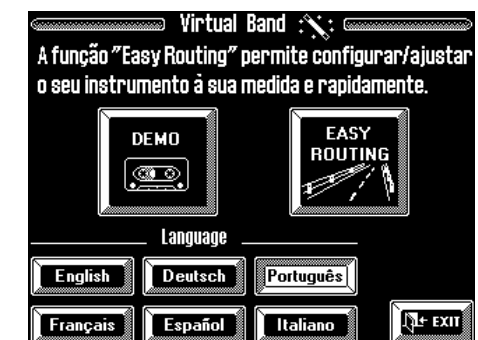 Virtual Band
A função "Easy Routing" permite configurar/ajustar
o seu instrumento à sua medida e rapidamente.
DEMO
EASY
ROUTING
Language
English
Deutsch
Português
Français
Español
Italiano
EXIT